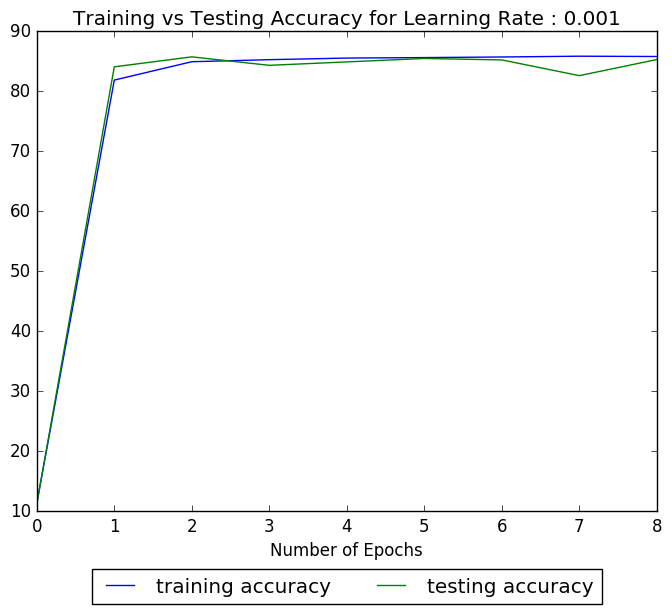 Training vs Testing Accuracy for Learning Rate : 0.001
90
80
70
60
50
40
30
20
10
0 1 2 3 4 5 6 7 8
Number of Epochs
training accuracy testing accuracy